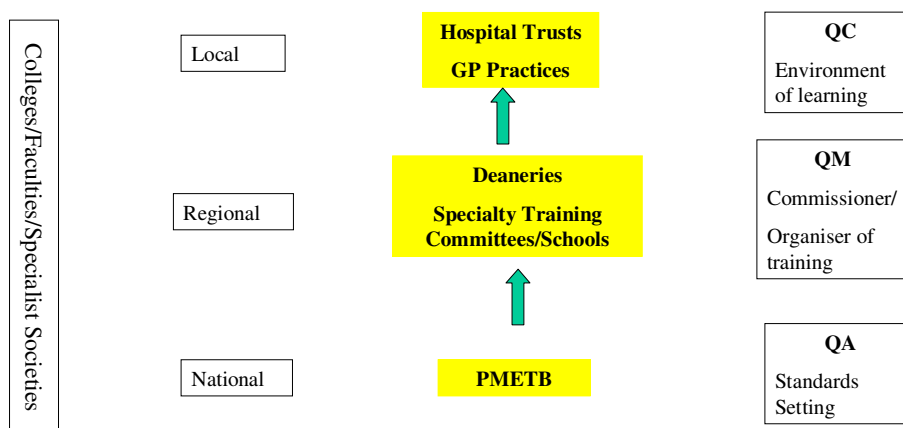 Colleges/Faculties/Specialist Societies
Local
Hospital Trusts
GP Practices
QC
Environment
of learning
Regional
Deaneries
Specialty Training
Committees/Schools
QM
Commissioner/
Organiser of
training
National
PMETB
QA
Standards
Setting